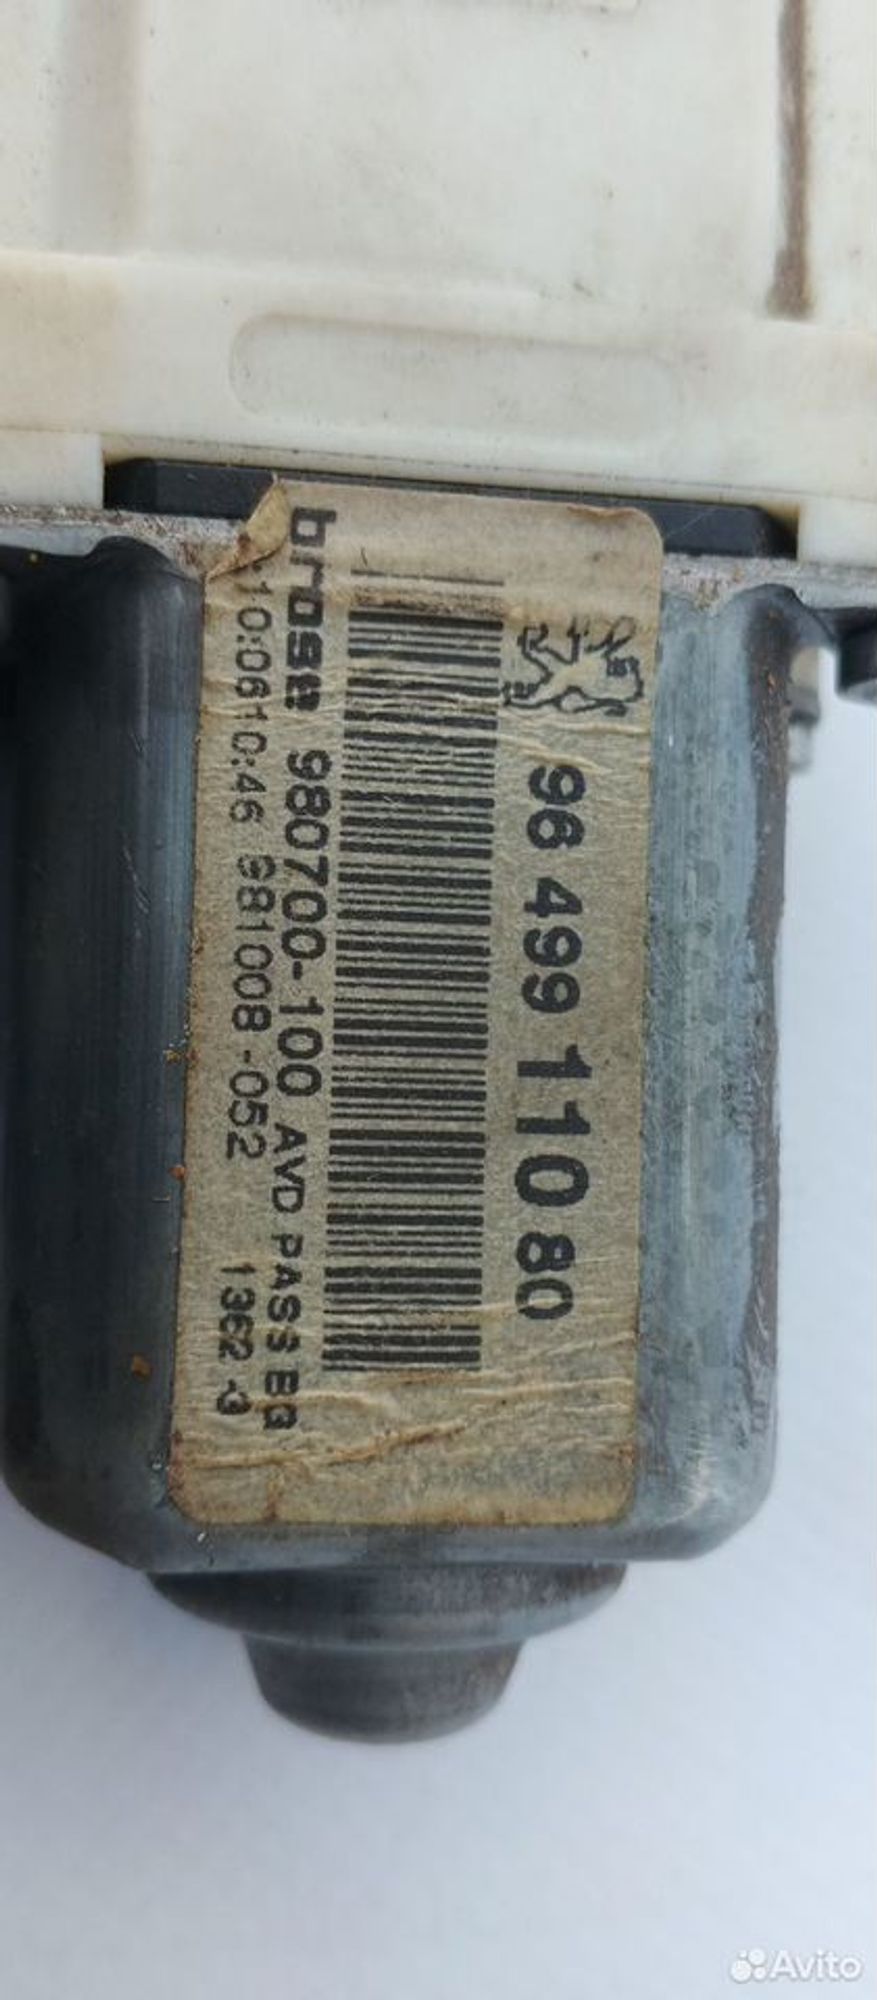 96 499 110 80
brose 980700-100 AVD PASS BG
10:0610:46 981008-052 1362-3
Avito